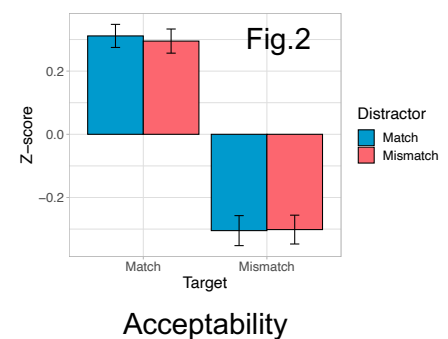 Fig.2
Z−score
0.2
0.0
−0.2
Match
Mismatch
Target
Distractor
Match
Mismatch
Acceptability